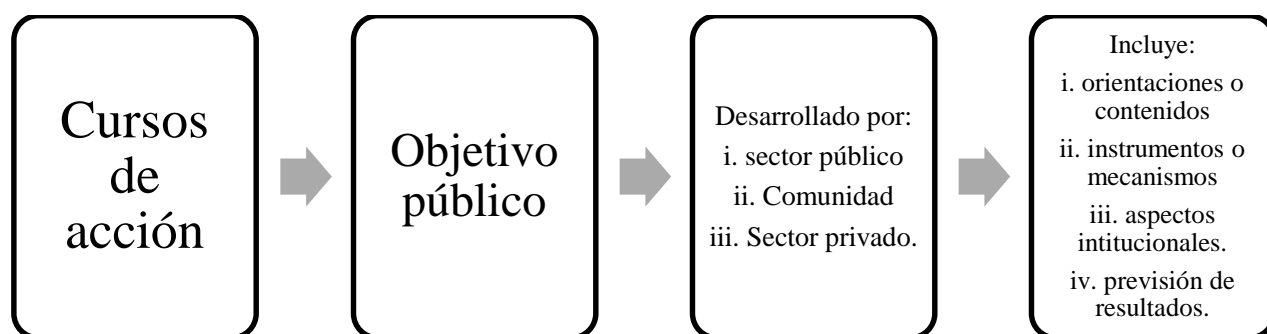 Cursos
de
acción
Objetivo
público
Desarrollado por:
i. sector público
ii. Comunidad
iii. Sector privado.
Incluye:
i. orientaciones o
contenidos
ii. instrumentos o
mecanismos
iii. aspectos
intitucionales.
iv. previsión de
resultados.